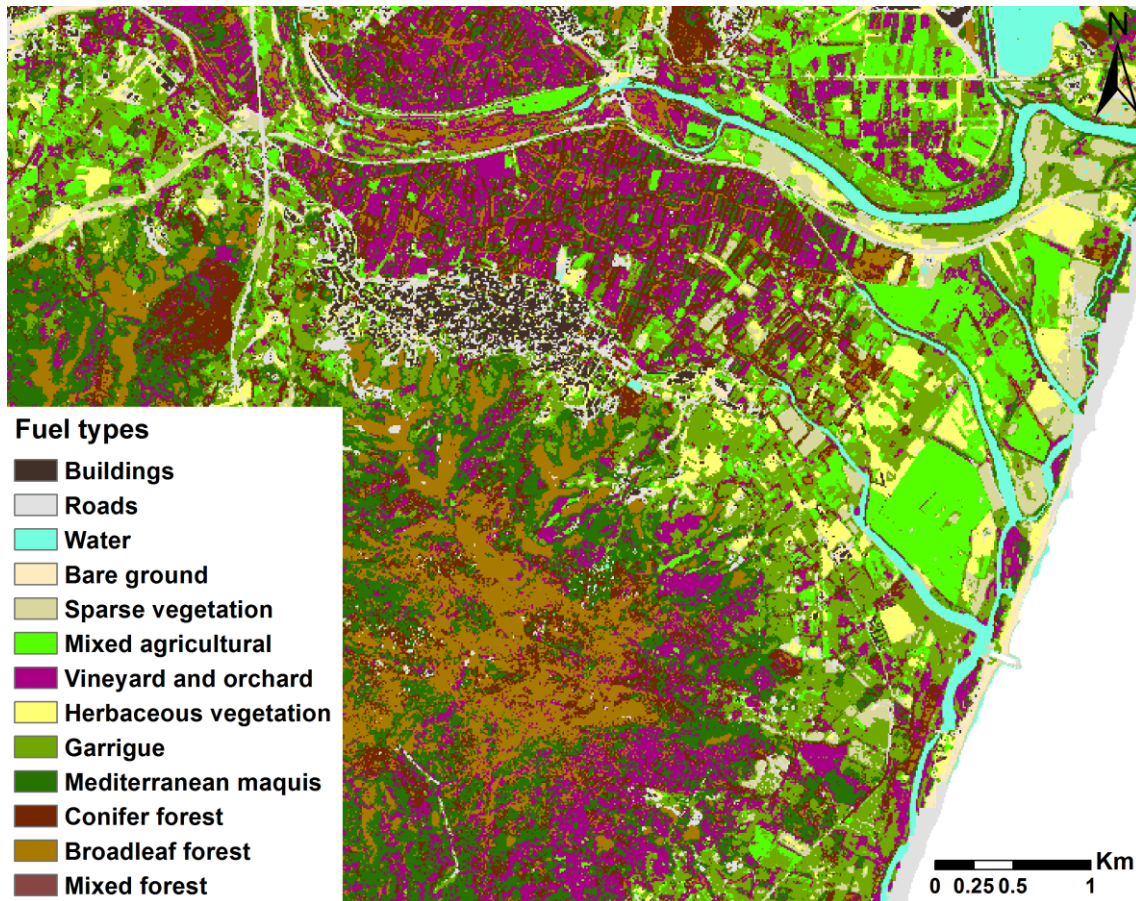 N
Fuel types
Buildings
Roads
Water
Bare ground
Sparse vegetation
Mixed agricultural
Vineyard and orchard
Herbaceous vegetation
Garrigue
Mediterranean maquis
Conifer forest
Broadleaf forest
Mixed forest
Km
0 0.25 0.5 1